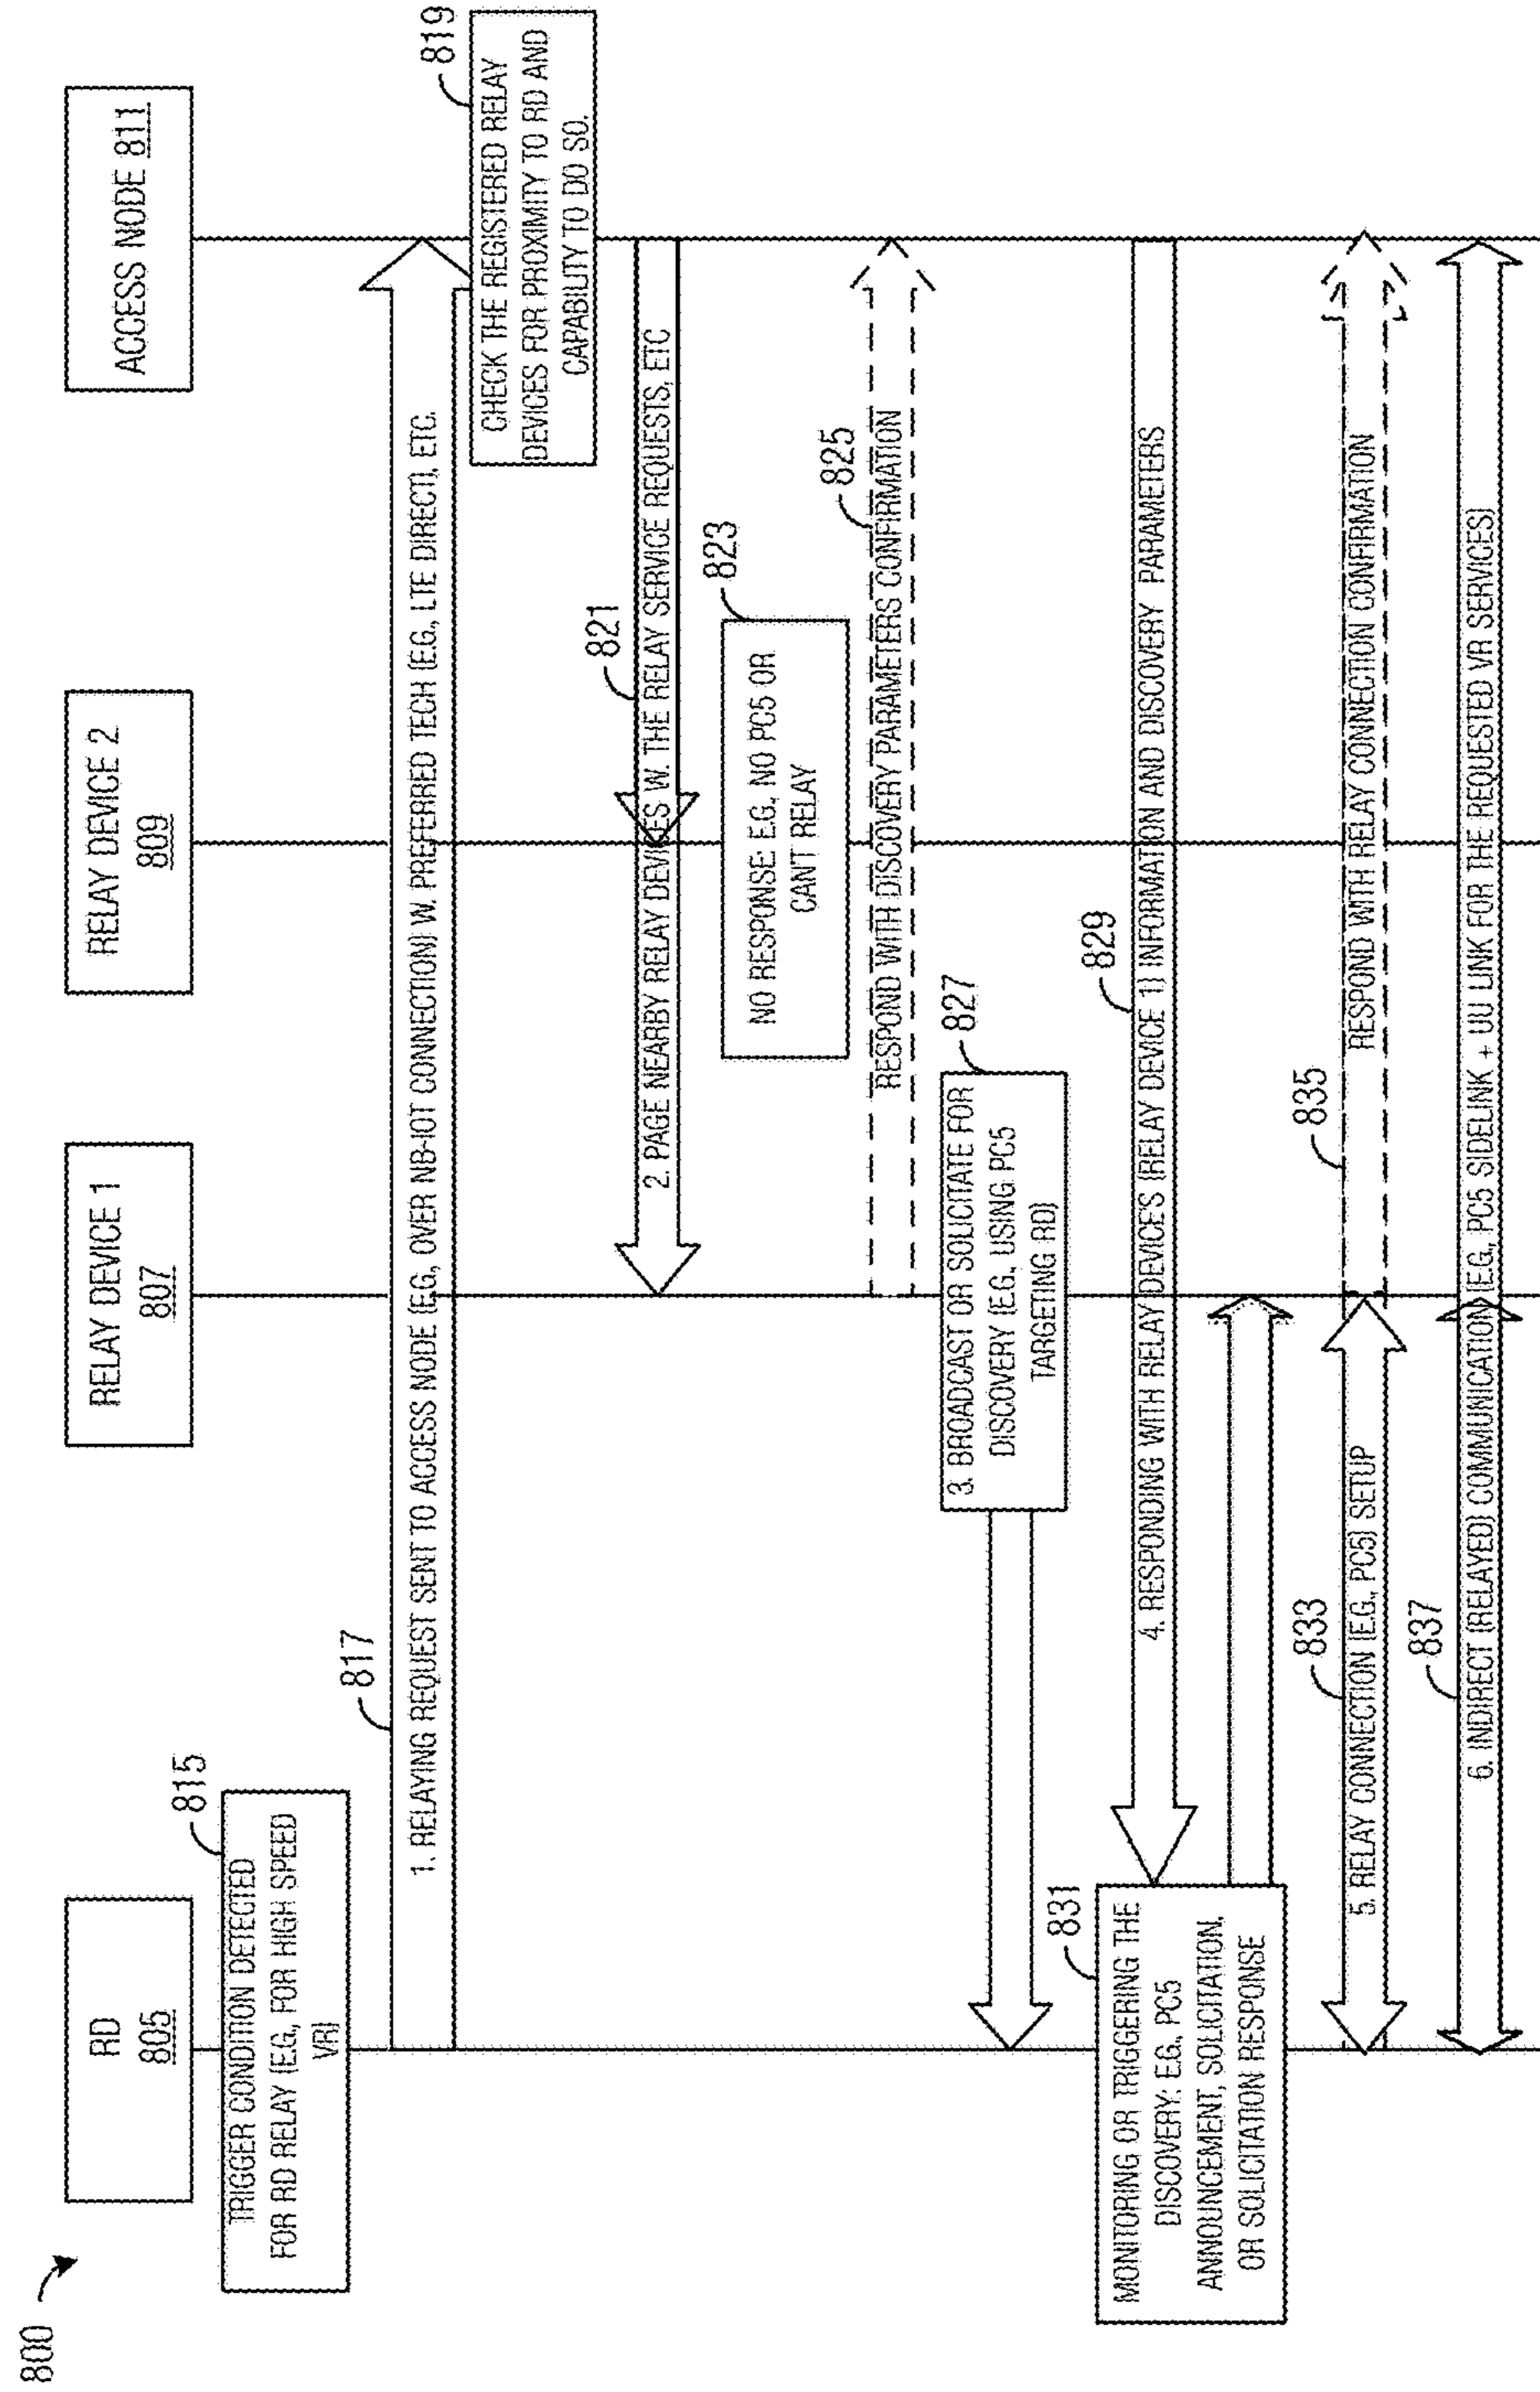 800
RD
805
RELAY DEVICE 1
807
RELAY DEVICE 2
809
ACCESS NODE 811
815
TRIGGER CONDITION DETECTED
FOR RD RELAY (E.G., FOR HIGH SPEED
VR)
817
1. RELAYING REQUEST SENT TO ACCESS NODE (E.G., OVER NB-IOT CONNECTION) W. PREFERRED TECH (E.G., LTE DIRECT), ETC.
819
CHECK THE REGISTERED RELAY
DEVICES FOR PROXIMITY TO RD AND
CAPABILITY TO DO SO.
821
2. PAGE NEARBY RELAY DEVICES W. THE RELAY SERVICE REQUESTS, ETC
823
NO RESPONSE: E.G. NO PC5 OR
CAN'T RELAY
825
RESPOND WITH DISCOVERY PARAMETERS CONFIRMATION
827
3. BROADCAST OR SOLICITATE FOR
DISCOVERY (E.G., USING PC5
TARGETING RD)
829
4. RESPONDING WITH RELAY DEVICE'S (RELAY DEVICE 1) INFORMATION AND DISCOVERY PARAMETERS
831
MONITORING OR TRIGGERING THE
DISCOVERY: E.G., PC5
ANNOUNCEMENT, SOLICITATION,
OR SOLICITATION RESPONSE
833
5. RELAY CONNECTION (E.G., PC5) SETUP
835
RESPOND WITH RELAY CONNECTION CONFIRMATION
837
6. INDIRECT (RELAYED) COMMUNICATION (E.G., PC5 SIDELINK + UU LINK FOR THE REQUESTED VR SERVICES)